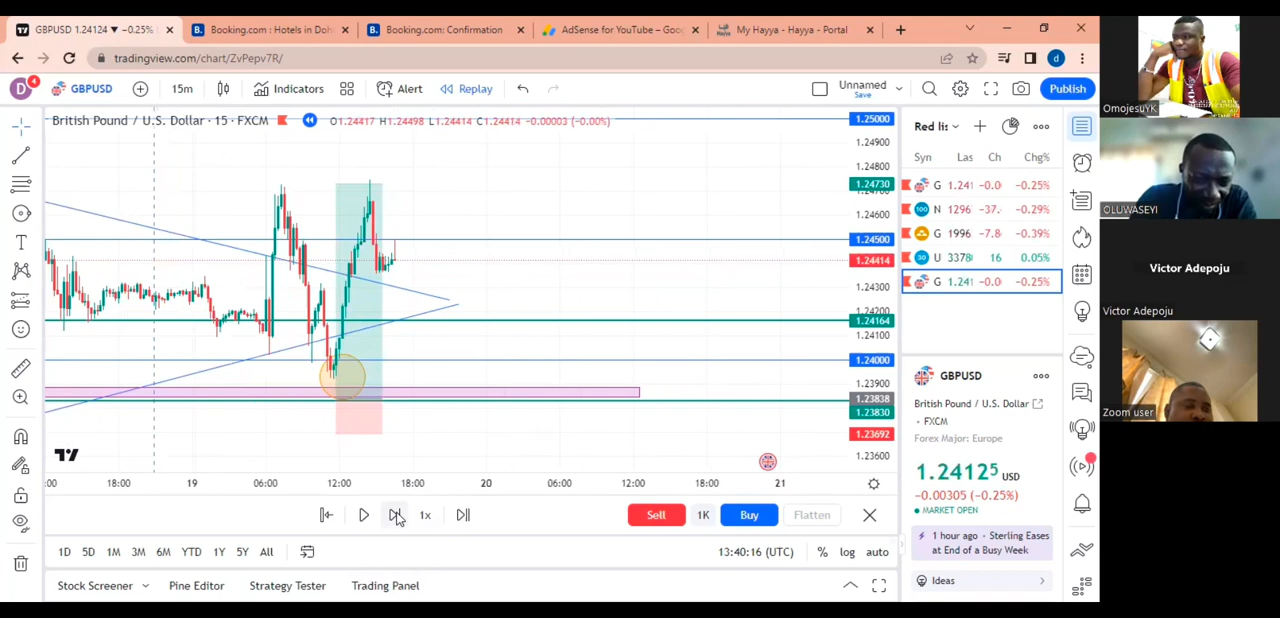 GBPUSD 1.24124 ▼ −0.25%
Booking.com : Hotels in Doh
Booking.com: Confirmation
AdSense for YouTube – Goo
My Hayya - Hayya - Portal
tradingview.com/chart/ZvPepv7R/
d
D
4
GBPUSD
15m
Indicators
Alert
Replay
Unnamed
Save
Publish
British Pound / U.S. Dollar · 15 · FXCM
O1.24417 H1.24498 L1.24414 C1.24414 −0.00003 (−0.00%)
1.25000
1.24900
1.24800
1.24730
1.24600
1.24500
1.24414
1.24300
1.24164
1.24100
1.24000
1.23900
1.23838
1.23830
1.23692
1.23600
:00
18:00
19
06:00
12:00
18:00
20
06:00
12:00
18:00
21
1x
Sell
1K
Buy
Flatten
1D 5D 1M 3M 6M YTD 1Y 5Y All
13:40:16 (UTC)
% log auto
Stock Screener
Pine Editor
Strategy Tester
Trading Panel
Red lis
Syn Las Ch Chg%
G 1.241 −0.0 −0.25%
100 N 1296 −37. −0.29%
G 1996 −7.8 −0.39%
30 U 3378 16 0.05%
G 1.241 −0.0 −0.25%
GBPUSD
British Pound / U.S. Dollar
• FXCM
Forex Major: Europe
1.24125 USD
−0.00305 (−0.25%)
MARKET OPEN
1 hour ago · Sterling Eases
at End of a Busy Week
Ideas
OmojesuYK
OLUWASEYI
Victor Adepoju
Victor Adepoju
Zoom user